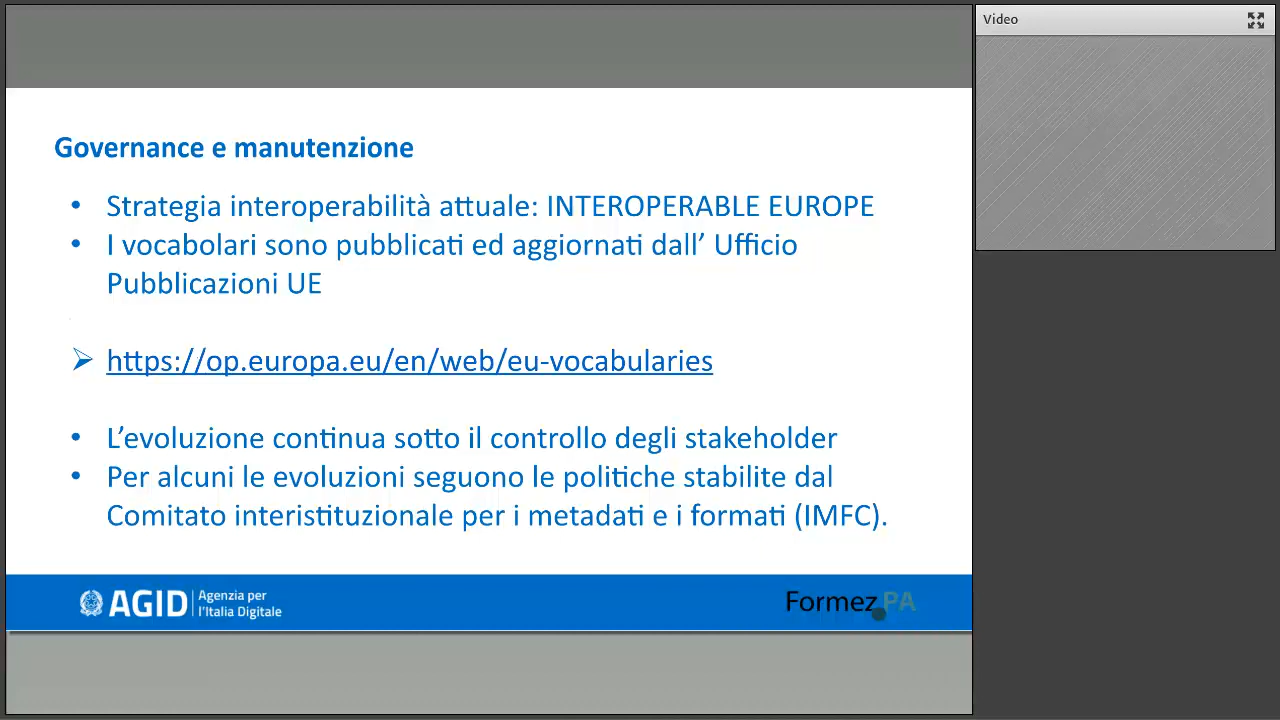 Video
Governance e manutenzione
• Strategia interoperabilità attuale: INTEROPERABLE EUROPE
• I vocabolari sono pubblicati ed aggiornati dall’ Ufficio
Pubblicazioni UE
➢ https://op.europa.eu/en/web/eu-vocabularies
• L’evoluzione continua sotto il controllo degli stakeholder
• Per alcuni le evoluzioni seguono le politiche stabilite dal
Comitato interistituzionale per i metadati e i formati (IMFC).
AGID Agenzia per
l'Italia Digitale
Formez PA